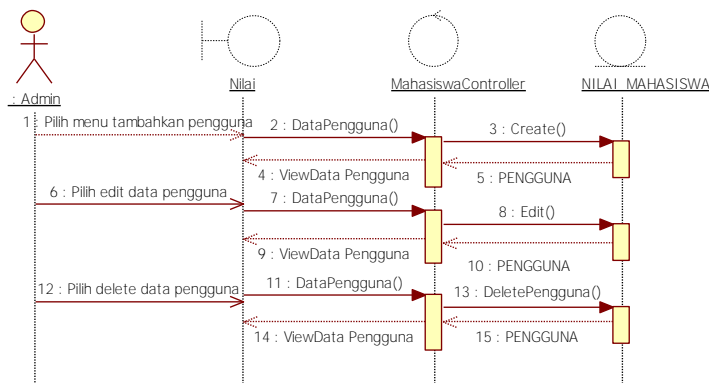 Nilai
MahasiswaController
NILAI_MAHASISWA
: Admin
1 : Pilih menu tambahkan pengguna
2 : DataPengguna()
3 : Create()
4 : ViewData Pengguna
5 : PENGGUNA
6 : Pilih edit data pengguna
7 : DataPengguna()
8 : Edit()
9 : ViewData Pengguna
10 : PENGGUNA
11 : DataPengguna()
12 : Pilih delete data pengguna
13 : DeletePengguna()
14 : ViewData Pengguna
15 : PENGGUNA